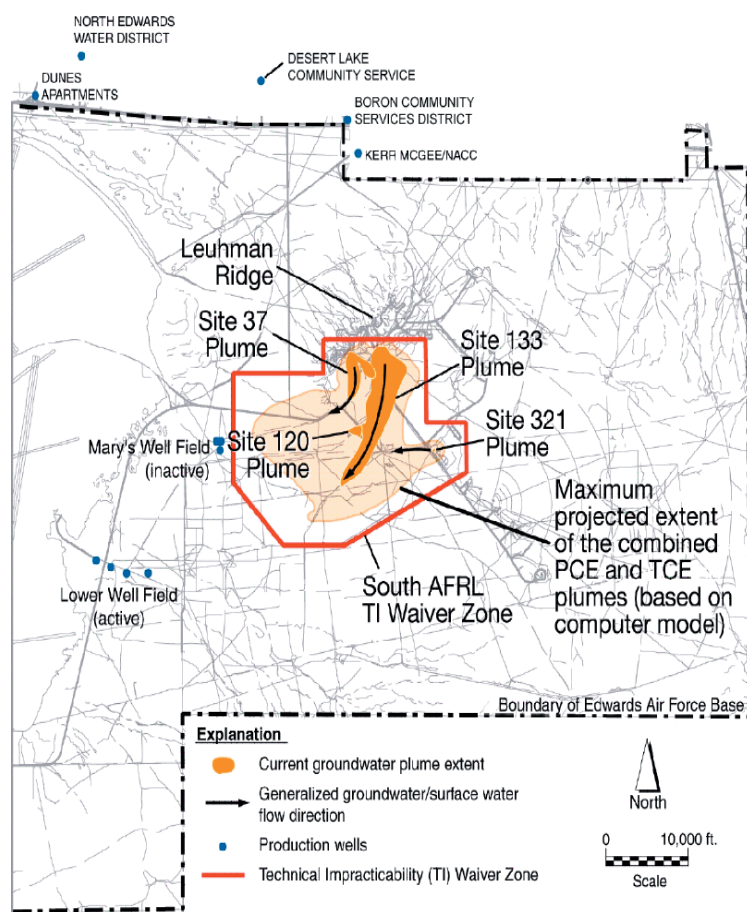 NORTH EDWARDS
WATER DISTRICT
DESERT LAKE
COMMUNITY SERVICE
DUNES
APARTMENTS
BORON COMMUNITY
SERVICES DISTRICT
KERR MCGEE/NACC
Leuhman
Ridge
Site 37
Plume
Site 133
Plume
Mary's Well Field
(inactive)
Site 120
Plume
Site 321
Plume
Maximum
projected extent
of the combined
PCE and TCE
plumes (based on
computer model)
Lower Well Field
(active)
South AFRL
TI Waiver Zone
Boundary of Edwards Air Force Base
Explanation
Current groundwater plume extent
Generalized groundwater/surface water
flow direction
Production wells
Technical Impracticability (TI) Waiver Zone
North
0 10,000 ft.
Scale